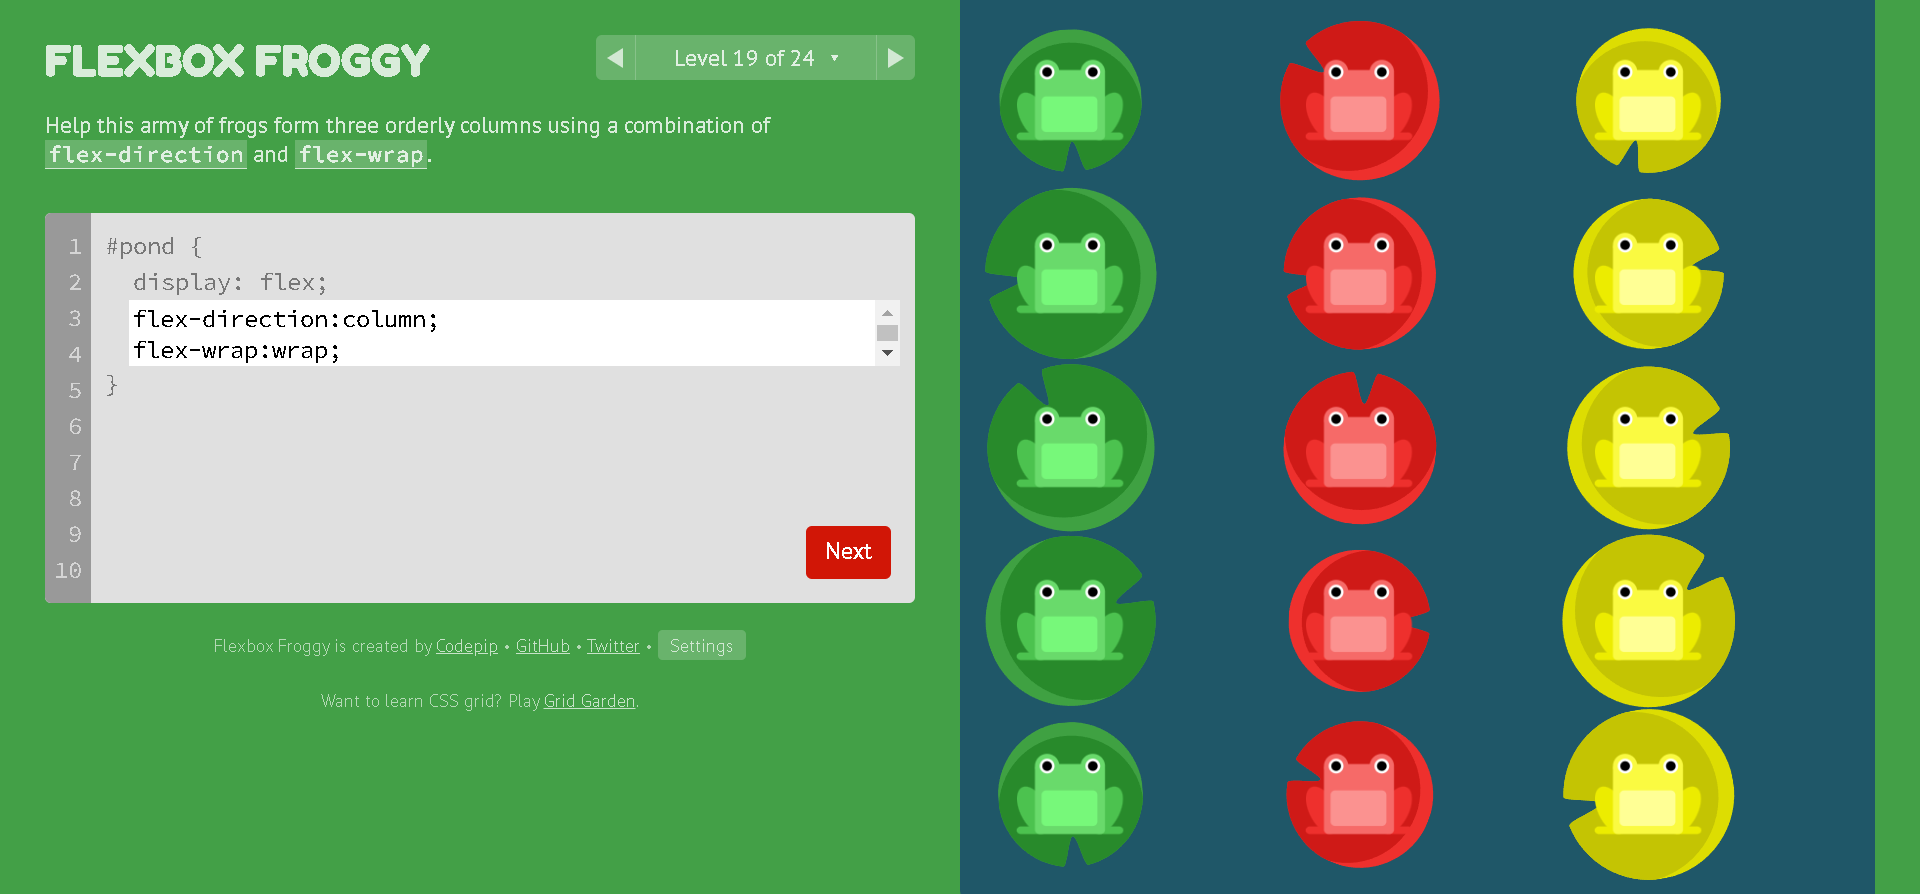 FLEXBOX FROGGY
Level 19 of 24
Help this army of frogs form three orderly columns using a combination of
flex-direction and flex-wrap.
1 #pond {
2 display: flex;
3 flex-direction:column;
4 flex-wrap:wrap;
5 }
6
7
8
9
10
Next
Flexbox Froggy is created by Codepip • GitHub • Twitter • Settings
Want to learn CSS grid? Play Grid Garden.